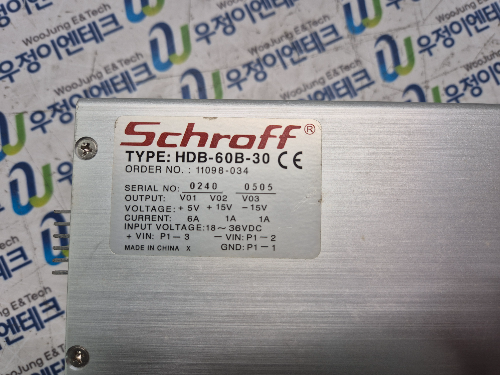 Schroff®
TYPE: HDB-60B-30 CE
ORDER NO. : 11098-034
SERIAL NO: 0240 0505
OUTPUT: V01 V02 V03
VOLTAGE: +5V +15V -15V
CURRENT: 6A 1A 1A
INPUT VOLTAGE:18~36VDC
+ VIN: P1-3 - VIN: P1-2
MADE IN CHINA X GND: P1-1
WooJung E&Tech
우정이엔테크